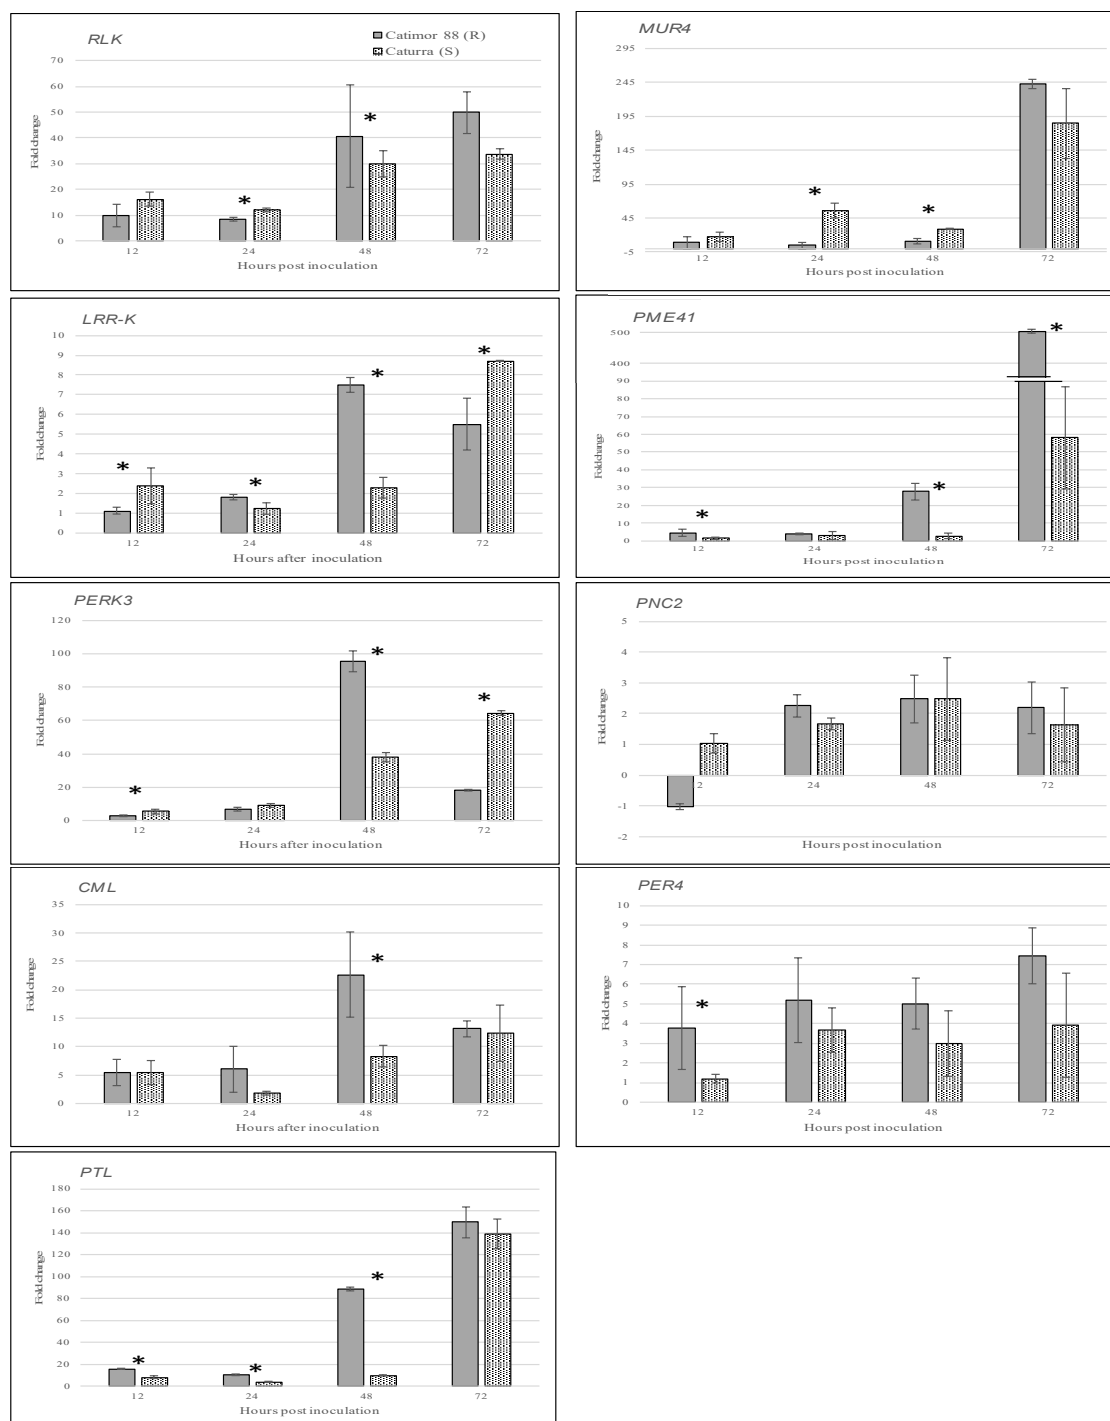 RLK
Catimor 88 (R)
Caturra (S)
70
60
50
40
30
20
10
0
Fold change
12 24 48 72
Hours post inoculation
MUR4
295
245
195
145
95
45
-5
Fold change
12 24 48 72
Hours post inoculation
LRR-K
10
9
8
7
6
5
4
3
2
1
0
Fold change
12 24 48 72
Hours after inoculation
PME41
500
400
90
80
70
60
50
40
30
20
10
0
Fold change
12 24 48 72
Hours post inoculation
PERK3
120
100
80
60
40
20
0
Fold change
12 24 48 72
Hours after inoculation
PNC2
5
4
3
2
1
0
-1
-2
Fold change
2 24 48 72
Hours post inoculation
CML
35
30
25
20
15
10
5
0
Fold change
12 24 48 72
Hours after inoculation
PER4
10
9
8
7
6
5
4
3
2
1
0
Fold change
12 24 48 72
Hours post inoculation
PTL
180
160
140
120
100
80
60
40
20
0
Fold change
12 24 48 72
Hours post inoculation